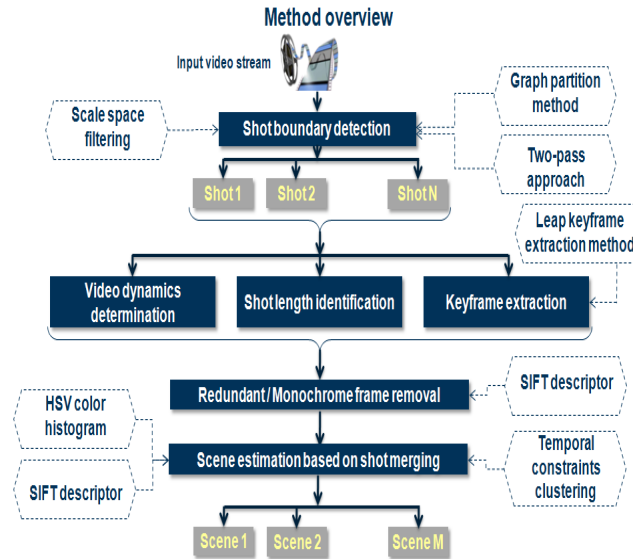 Method overview
Input video stream
Graph partition
method
Scale space
filtering
Shot boundary detection
Two-pass
approach
Shot 1
Shot 2
Shot N
Leap keyframe
extraction method
Video dynamics
determination
Shot length identification
Keyframe extraction
Redundant / Monochrome frame removal
SIFT descriptor
HSV color
histogram
Scene estimation based on shot merging
Temporal
constraints
clustering
SIFT descriptor
Scene 1
Scene 2
Scene M